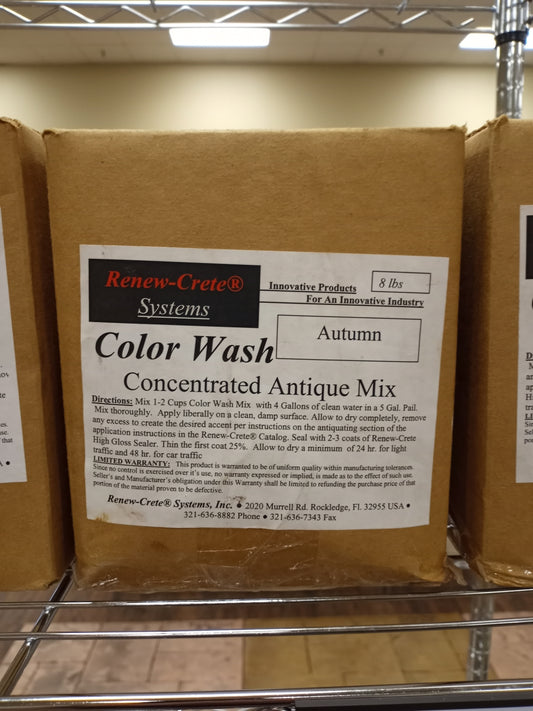 Renew-Crete®
Systems
Innovative Products
8 lbs
For An Innovative Industry
Autumn
Color Wash
Concentrated Antique Mix
Directions: Mix 1-2 Cups Color Wash Mix with 4 Gallons of clean water in a 5 Gal. Pail.
Mix thoroughly. Apply liberally on a clean, damp surface. Allow to dry completely, remove
any excess to create the desired accent per instructions on the antiquating section of the
application instructions in the Renew-Crete® Catalog. Seal with 2-3 coats of Renew-Crete
High Gloss Sealer. Thin the first coat 25%. Allow to dry a minimum of 24 hr. for light
traffic and 48 hr. for car traffic
LIMITED WARRANTY: This product is warranted to be of uniform quality within manufacturing tolerances.
Since no control is exercised over it's use, no warranty expressed or implied, is made as to the effect of such use.
Seller's and Manufacturer's obligation under this Warranty shall be limited to refunding the purchase price of that
portion of the material proven to be defective.
Renew-Crete® Systems, Inc. ♦ 2020 Murrell Rd. Rockledge, Fl. 32955 USA ●
321-636-8882 Phone ● 321-636-7343 Fax